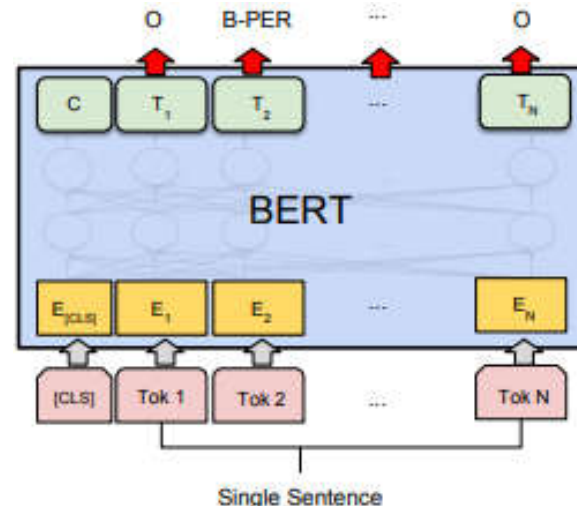 O B-PER ... O
C T1 T2 ... TN
BERT
E[CLS] E1 E2 ... EN
[CLS] Tok 1 Tok 2 ... Tok N
Single Sentence